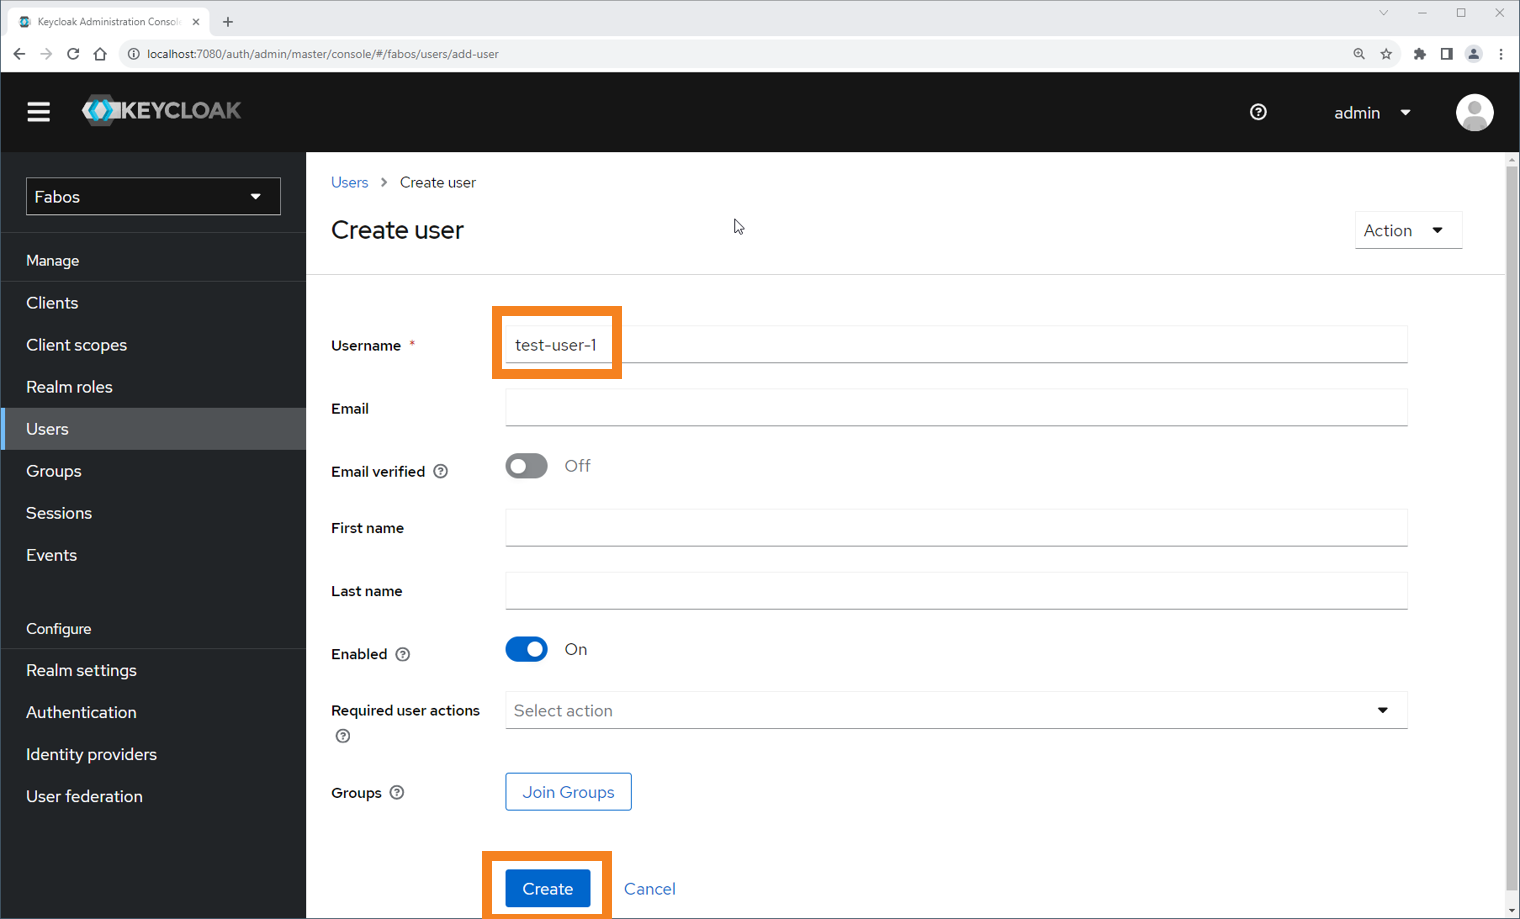 Keycloak Administration Consol
localhost:7080/auth/admin/master/console/#/fabos/users/add-user
KEYCLOAK
admin
Fabos
Manage
Clients
Client scopes
Realm roles
Users
Groups
Sessions
Events
Configure
Realm settings
Authentication
Identity providers
User federation
Users > Create user
Create user
Action
Username * test-user-1
Email
Email verified Off
First name
Last name
Enabled On
Required user actions Select action
Groups Join Groups
Create Cancel